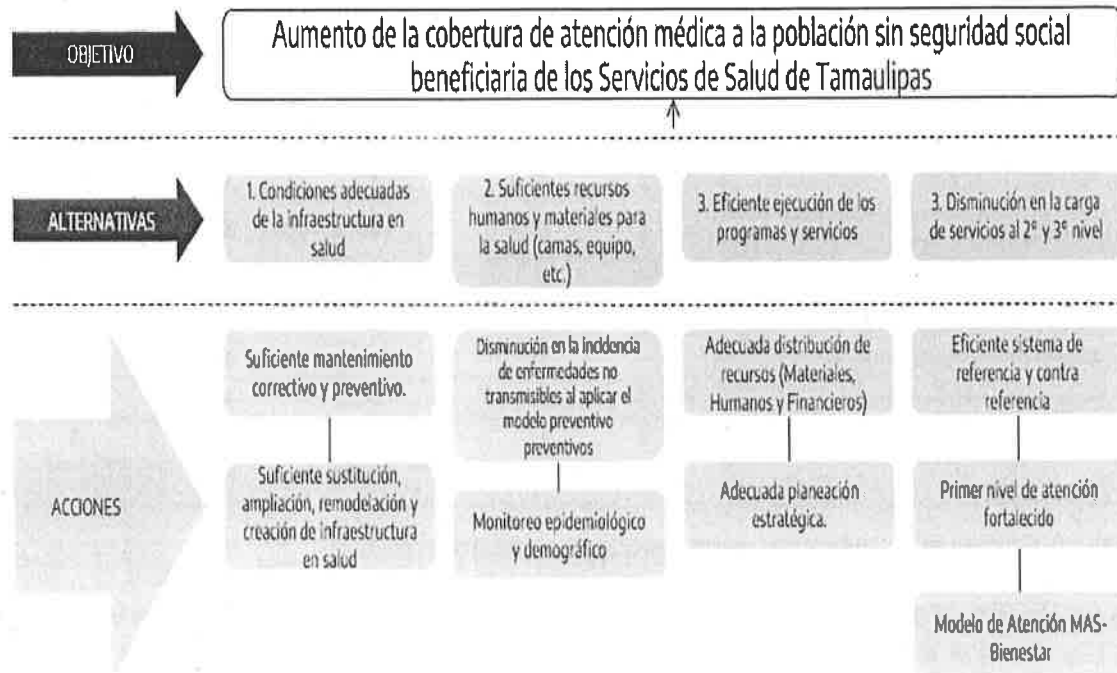 OBJETIVO
Aumento de la cobertura de atención médica a la población sin seguridad social
beneficiaria de los Servicios de Salud de Tamaulipas
ALTERNATIVAS
1. Condiciones adecuadas
de la infraestructura en
salud
2. Suficientes recursos
humanos y materiales para
la salud (camas, equipo,
etc.)
3. Eficiente ejecución de los
programas y servicios
3. Disminución en la carga
de servicios al 2° y 3° nivel
ACCIONES
Suficiente mantenimiento
correctivo y preventivo.
Suficiente sustitución,
ampliación, remodelación y
creación de infraestructura
en salud
Disminución en la incidencia
de enfermedades no
transmisibles al aplicar el
modelo preventivo
preventivos
Monitoreo epidemiológico
y demográfico
Adecuada distribución de
recursos (Materiales,
Humanos y Financieros)
Adecuada planeación
estratégica.
Eficiente sistema de
referencia y contra
referencia
Primer nivel de atención
fortalecido
Modelo de Atención MAS-
Bienestar